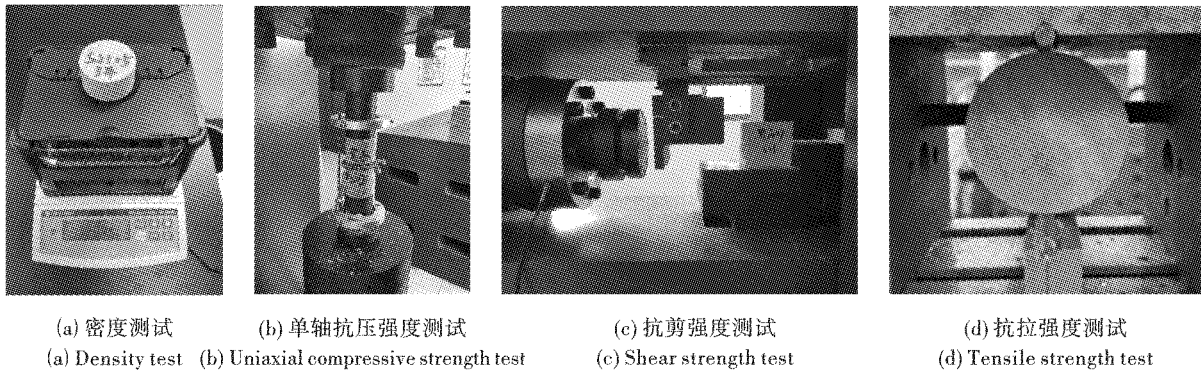 (a) 密度测试
(a) Density test
(b) 单轴抗压强度测试
(b) Uniaxial compressive strength test
(c) 抗剪强度测试
(c) Shear strength test
(d) 抗拉强度测试
(d) Tensile strength test